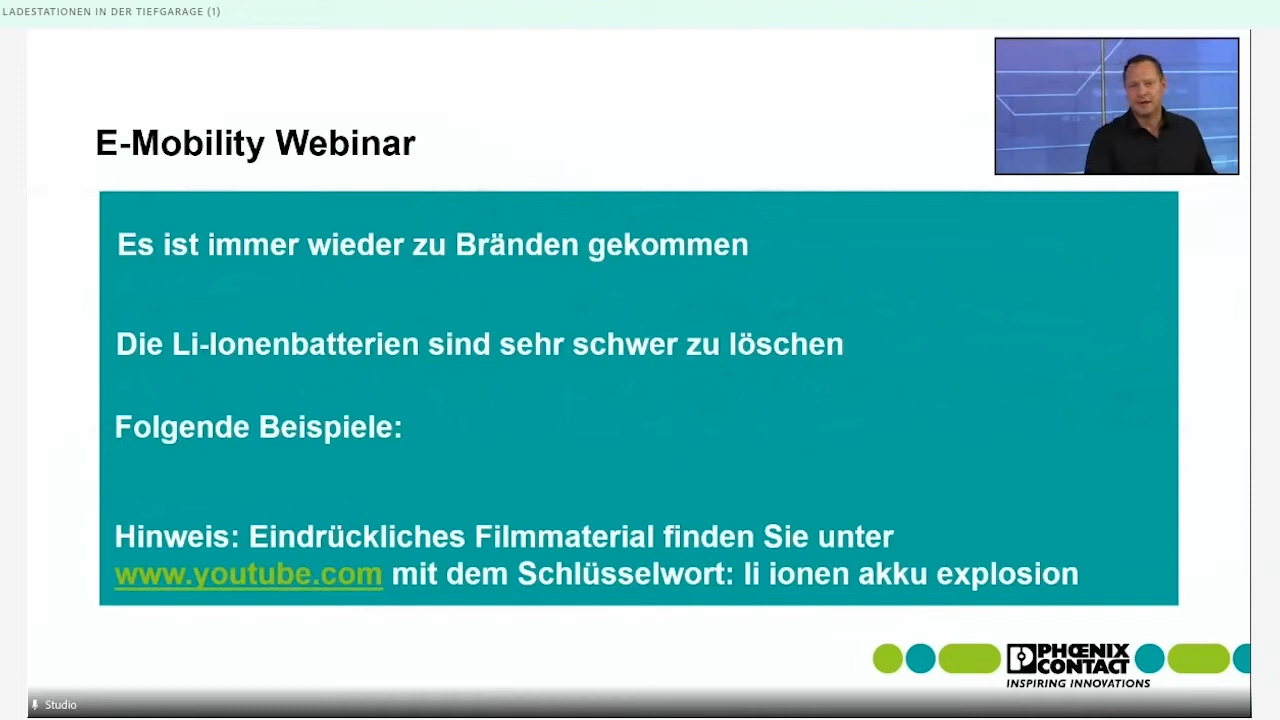 LADESTATIONEN IN DER TIEFGARAGE (1)
E-Mobility Webinar
Es ist immer wieder zu Bränden gekommen
Die Li-Ionenbatterien sind sehr schwer zu löschen
Folgende Beispiele:
Hinweis: Eindrückliches Filmmaterial finden Sie unter
www.youtube.com mit dem Schlüsselwort: li ionen akku explosion
PHŒNIX
CONTACT
INSPIRING INNOVATIONS
Studio